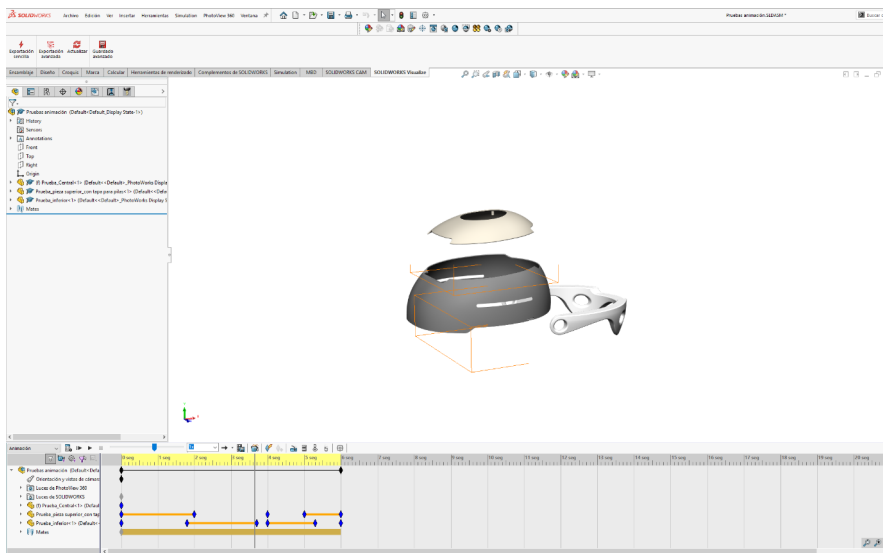 SOLIDWORKS Archivo Edición Ver Insertar Herramientas Simulation PhotoView 360 Ventana
Pruebas animación.SLDASM *
Buscar
Exportación sencilla
Exportación avanzada
Actualizar
Guardado avanzado
Ensamblaje Diseño Croquis Marca Calcular Herramientas de renderizado Complementos de SOLIDWORKS Simulation MBD SOLIDWORKS CAM SOLIDWORKS Visualize
Pruebas animación (Default<Default_Display State-1>)
History
Sensors
Annotations
Front
Top
Right
Origin
(f) Prueba_Central<1> (Default<<Default>_PhotoWorks Displa
Prueba_pieza superior_con tapa para pilas<1> (Default<<Defa
Prueba_inferior<1> (Default<<Default>_PhotoWorks Display S
Mates
Animación
1x
0 seg 1 seg 2 seg 3 seg 4 seg 5 seg 6 seg 7 seg 8 seg 9 seg 10 seg 11 seg 12 seg 13 seg 14 seg 15 seg 16 seg 17 seg 18 seg 19 seg 20 seg
Pruebas animación (Default<Defa
Orientación y vistas de cámara
Luces de PhotoView 360
Luces de SOLIDWORKS
(f) Prueba_Central<1> (Defaul
Prueba_pieza superior_con tap
Prueba_inferior<1> (Default<
Mates